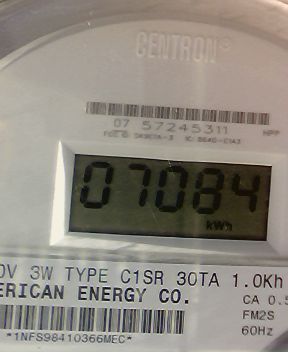 CENTRON®
07 57245311 HPP
07084
kWh
0V 3W TYPE C1SR 30TA 1.0Kh
ERICAN ENERGY CO. CA 0.5
FM2S
60Hz
*1NFS98410366MEC*